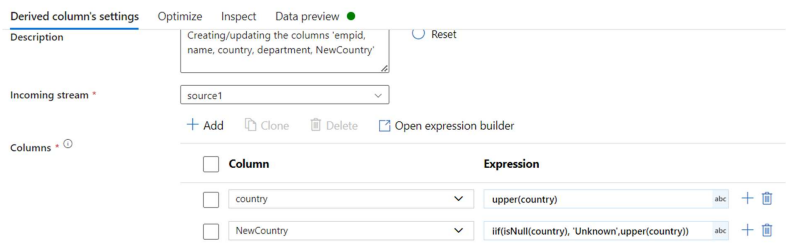 Derived column's settings Optimize Inspect Data preview
Description
Creating/updating the columns 'empid,
name, country, department, NewCountry'
Reset
Incoming stream *
source1
Add Clone Delete Open expression builder
Columns *
Column Expression
country upper(country) abc
NewCountry iif(isNull(country), 'Unknown',upper(country)) abc